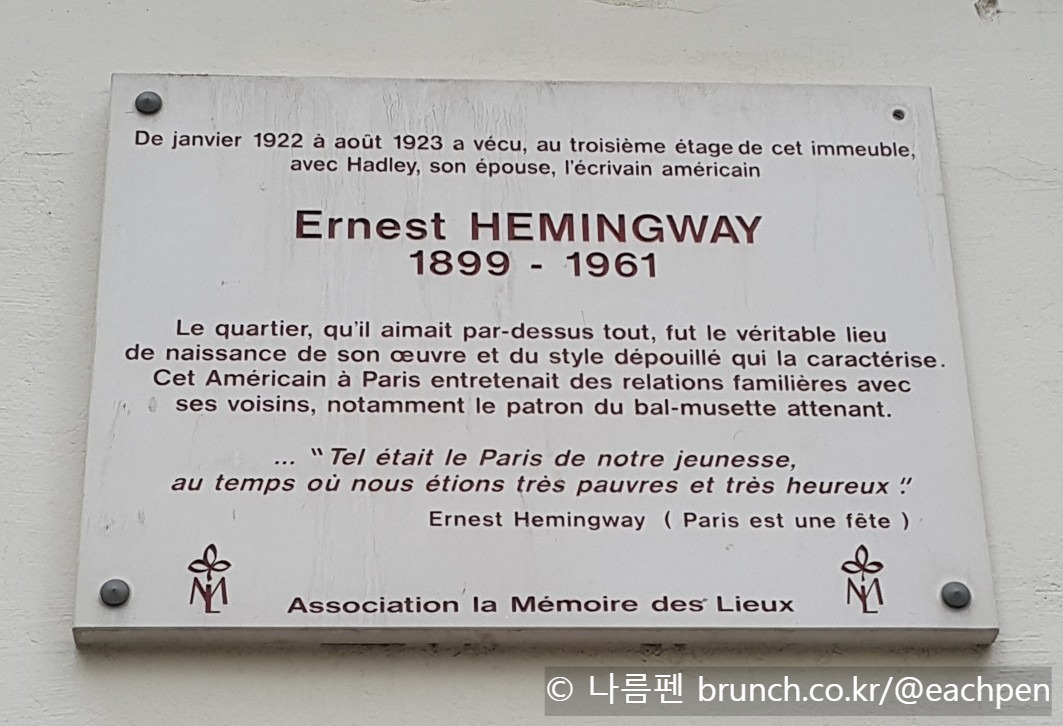 De janvier 1922 à août 1923 a vécu, au troisième étage de cet immeuble,
avec Hadley, son épouse, l'écrivain américain
Ernest HEMINGWAY
1899 - 1961
Le quartier, qu'il aimait par-dessus tout, fut le véritable lieu
de naissance de son œuvre et du style dépouillé qui la caractérise.
Cet Américain à Paris entretenait des relations familières avec
ses voisins, notamment le patron du bal-musette attenant.
... "Tel était le Paris de notre jeunesse,
au temps où nous étions très pauvres et très heureux."
Ernest Hemingway ( Paris est une fête )
Association la Mémoire des Lieux
© 나름펜 brunch.co.kr/@eachpen